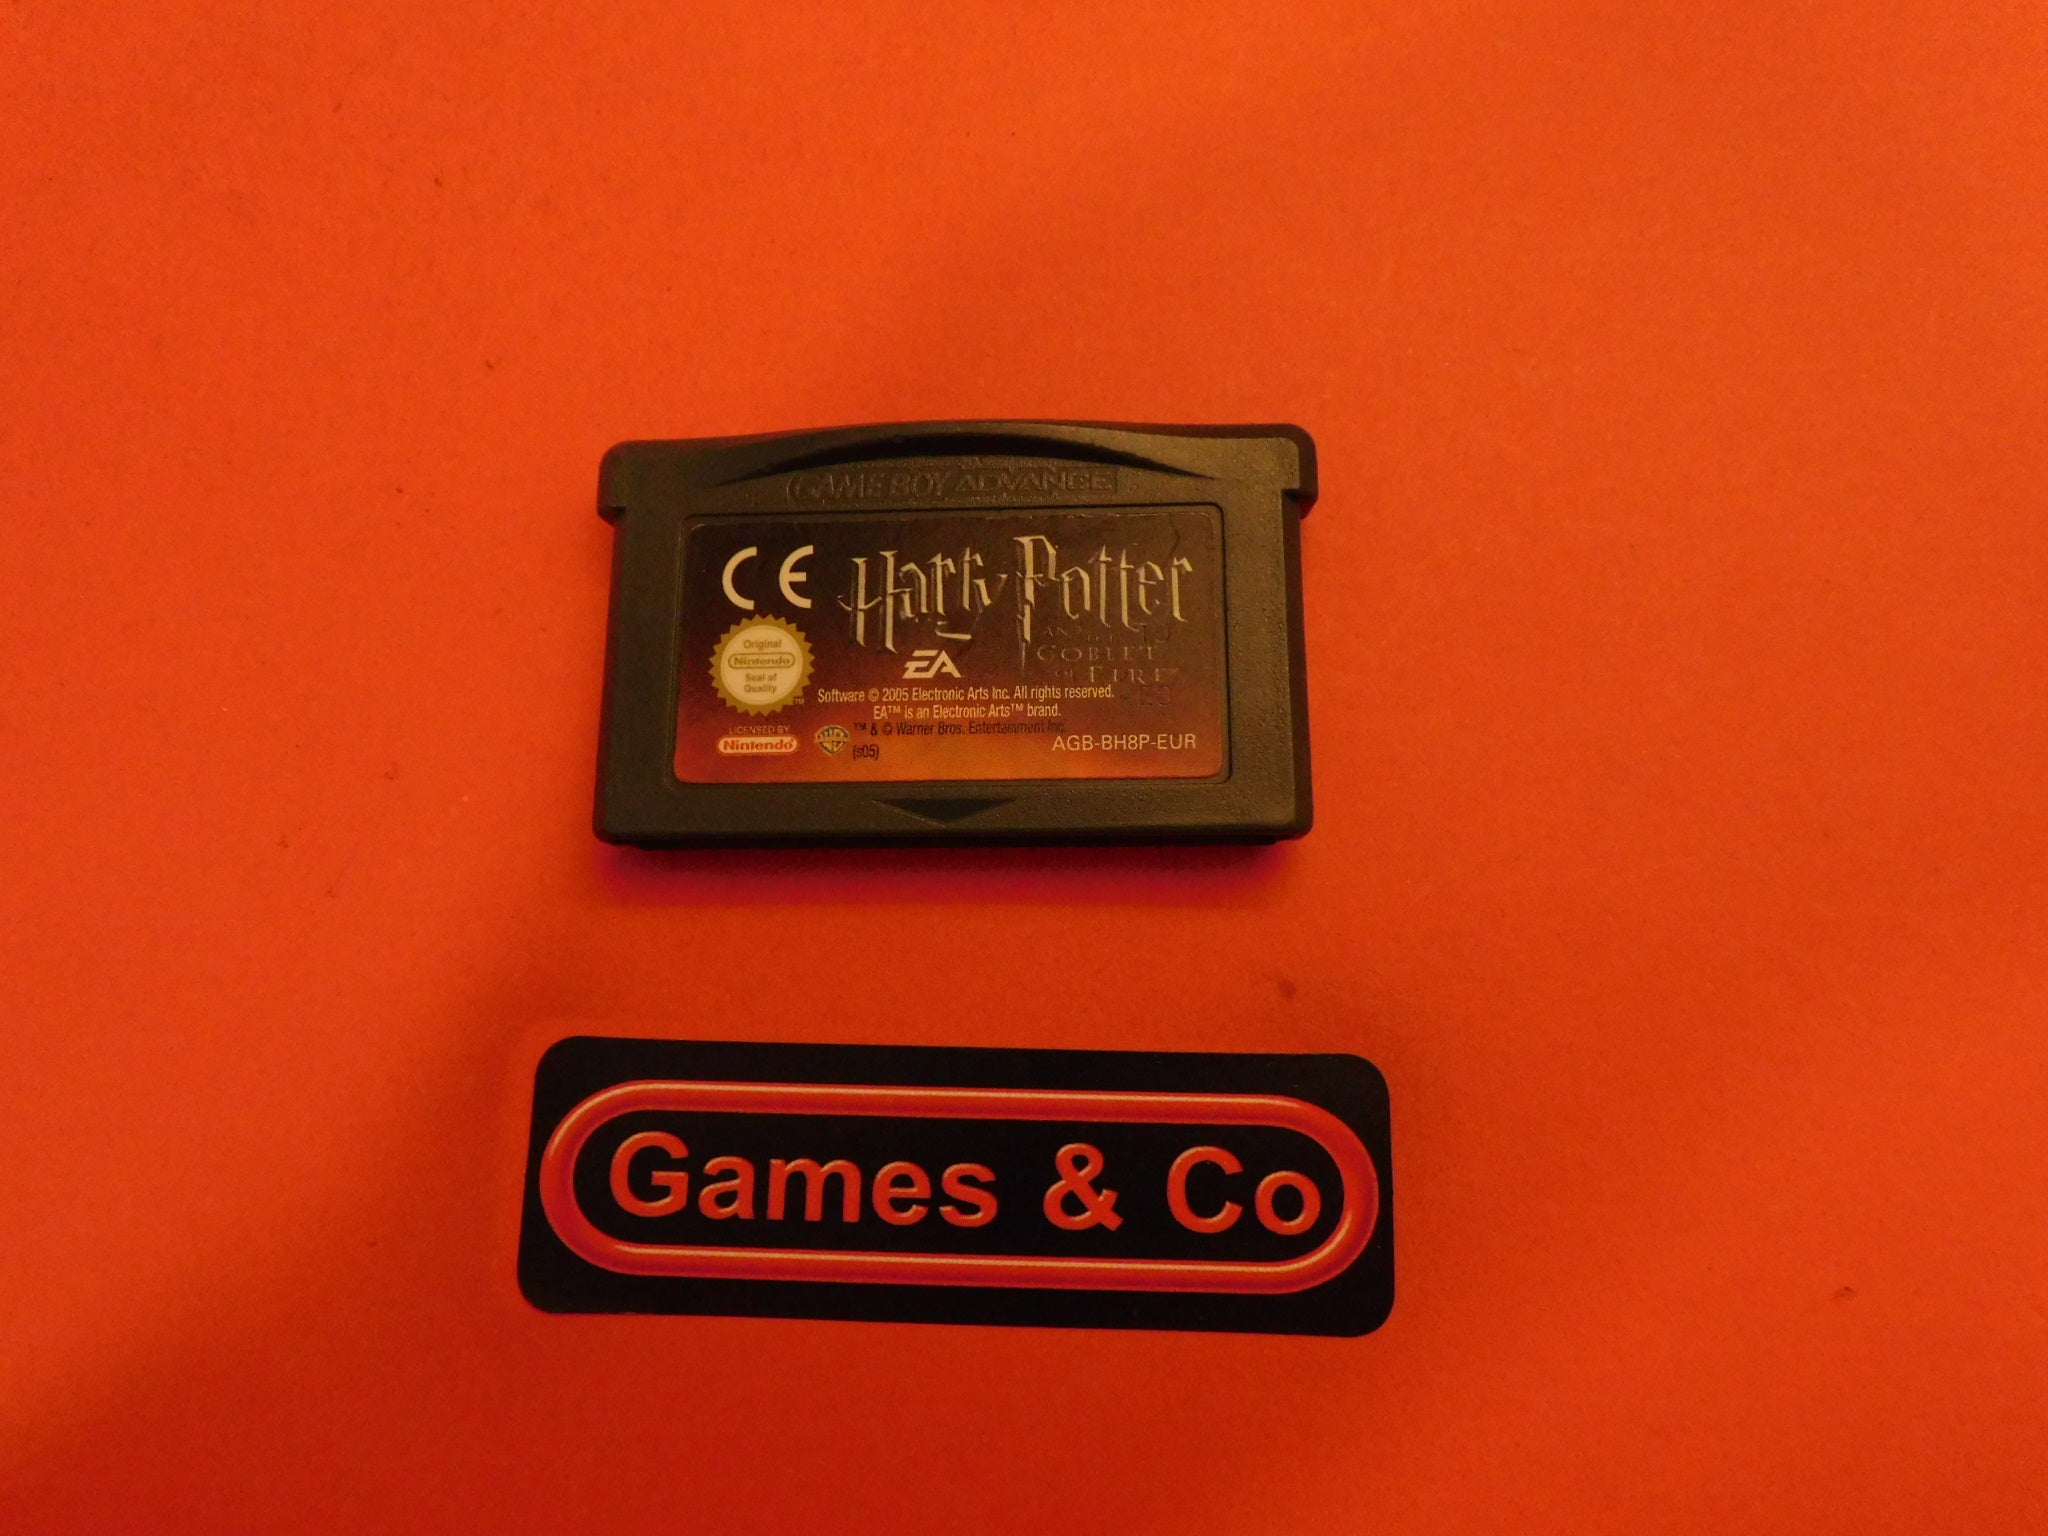 GAME BOY ADVANCE
CE
Harry Potter
AND THE
GOBLET
OF FIRE™
Original
Nintendo
Seal of
Quality
TM
EA
Software © 2005 Electronic Arts Inc. All rights reserved.
EA™ is an Electronic Arts™ brand.
™ & © Warner Bros. Entertainment Inc.
(s05)
LICENSED BY
Nintendo
AGB-BH8P-EUR
Games & Co